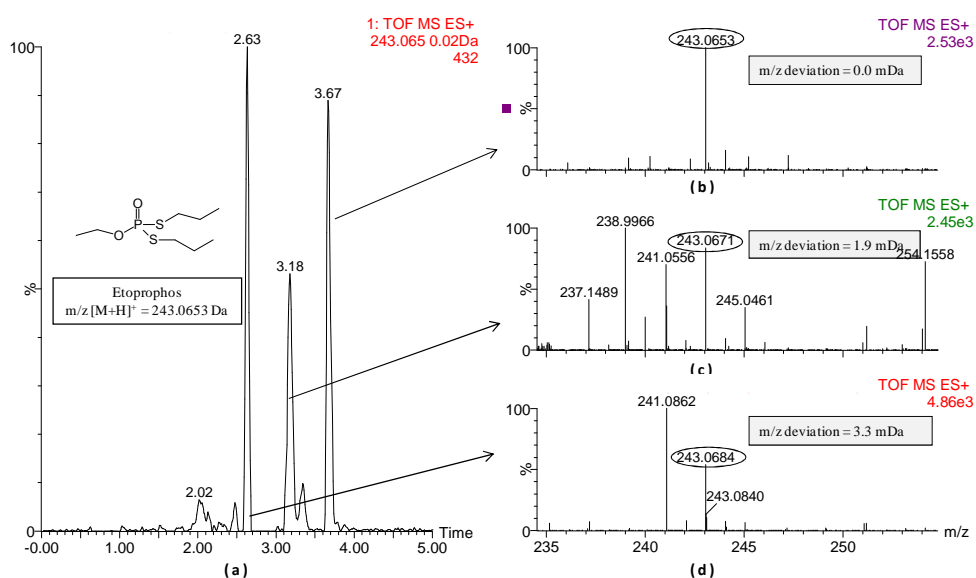 1: TOF MS ES+
243.065 0.02Da
432
100
2.63
3.67
3.18
2.02
%
0
-0.00
1.00
2.00
3.00
4.00
5.00
Time
O
P
S
S
O
Etoprophos
m/z [M+H]+ = 243.0653 Da
(a)
TOF MS ES+
2.53e3
100
243.0653
m/z deviation = 0.0 mDa
%
0
(b)
TOF MS ES+
2.45e3
100
238.9966
243.0671
m/z deviation = 1.9 mDa
241.0556
254.1558
237.1489
245.0461
%
0
(c)
TOF MS ES+
4.86e3
100
241.0862
m/z deviation = 3.3 mDa
243.0684
243.0840
%
0
235
240
245
250
m/z
(d)